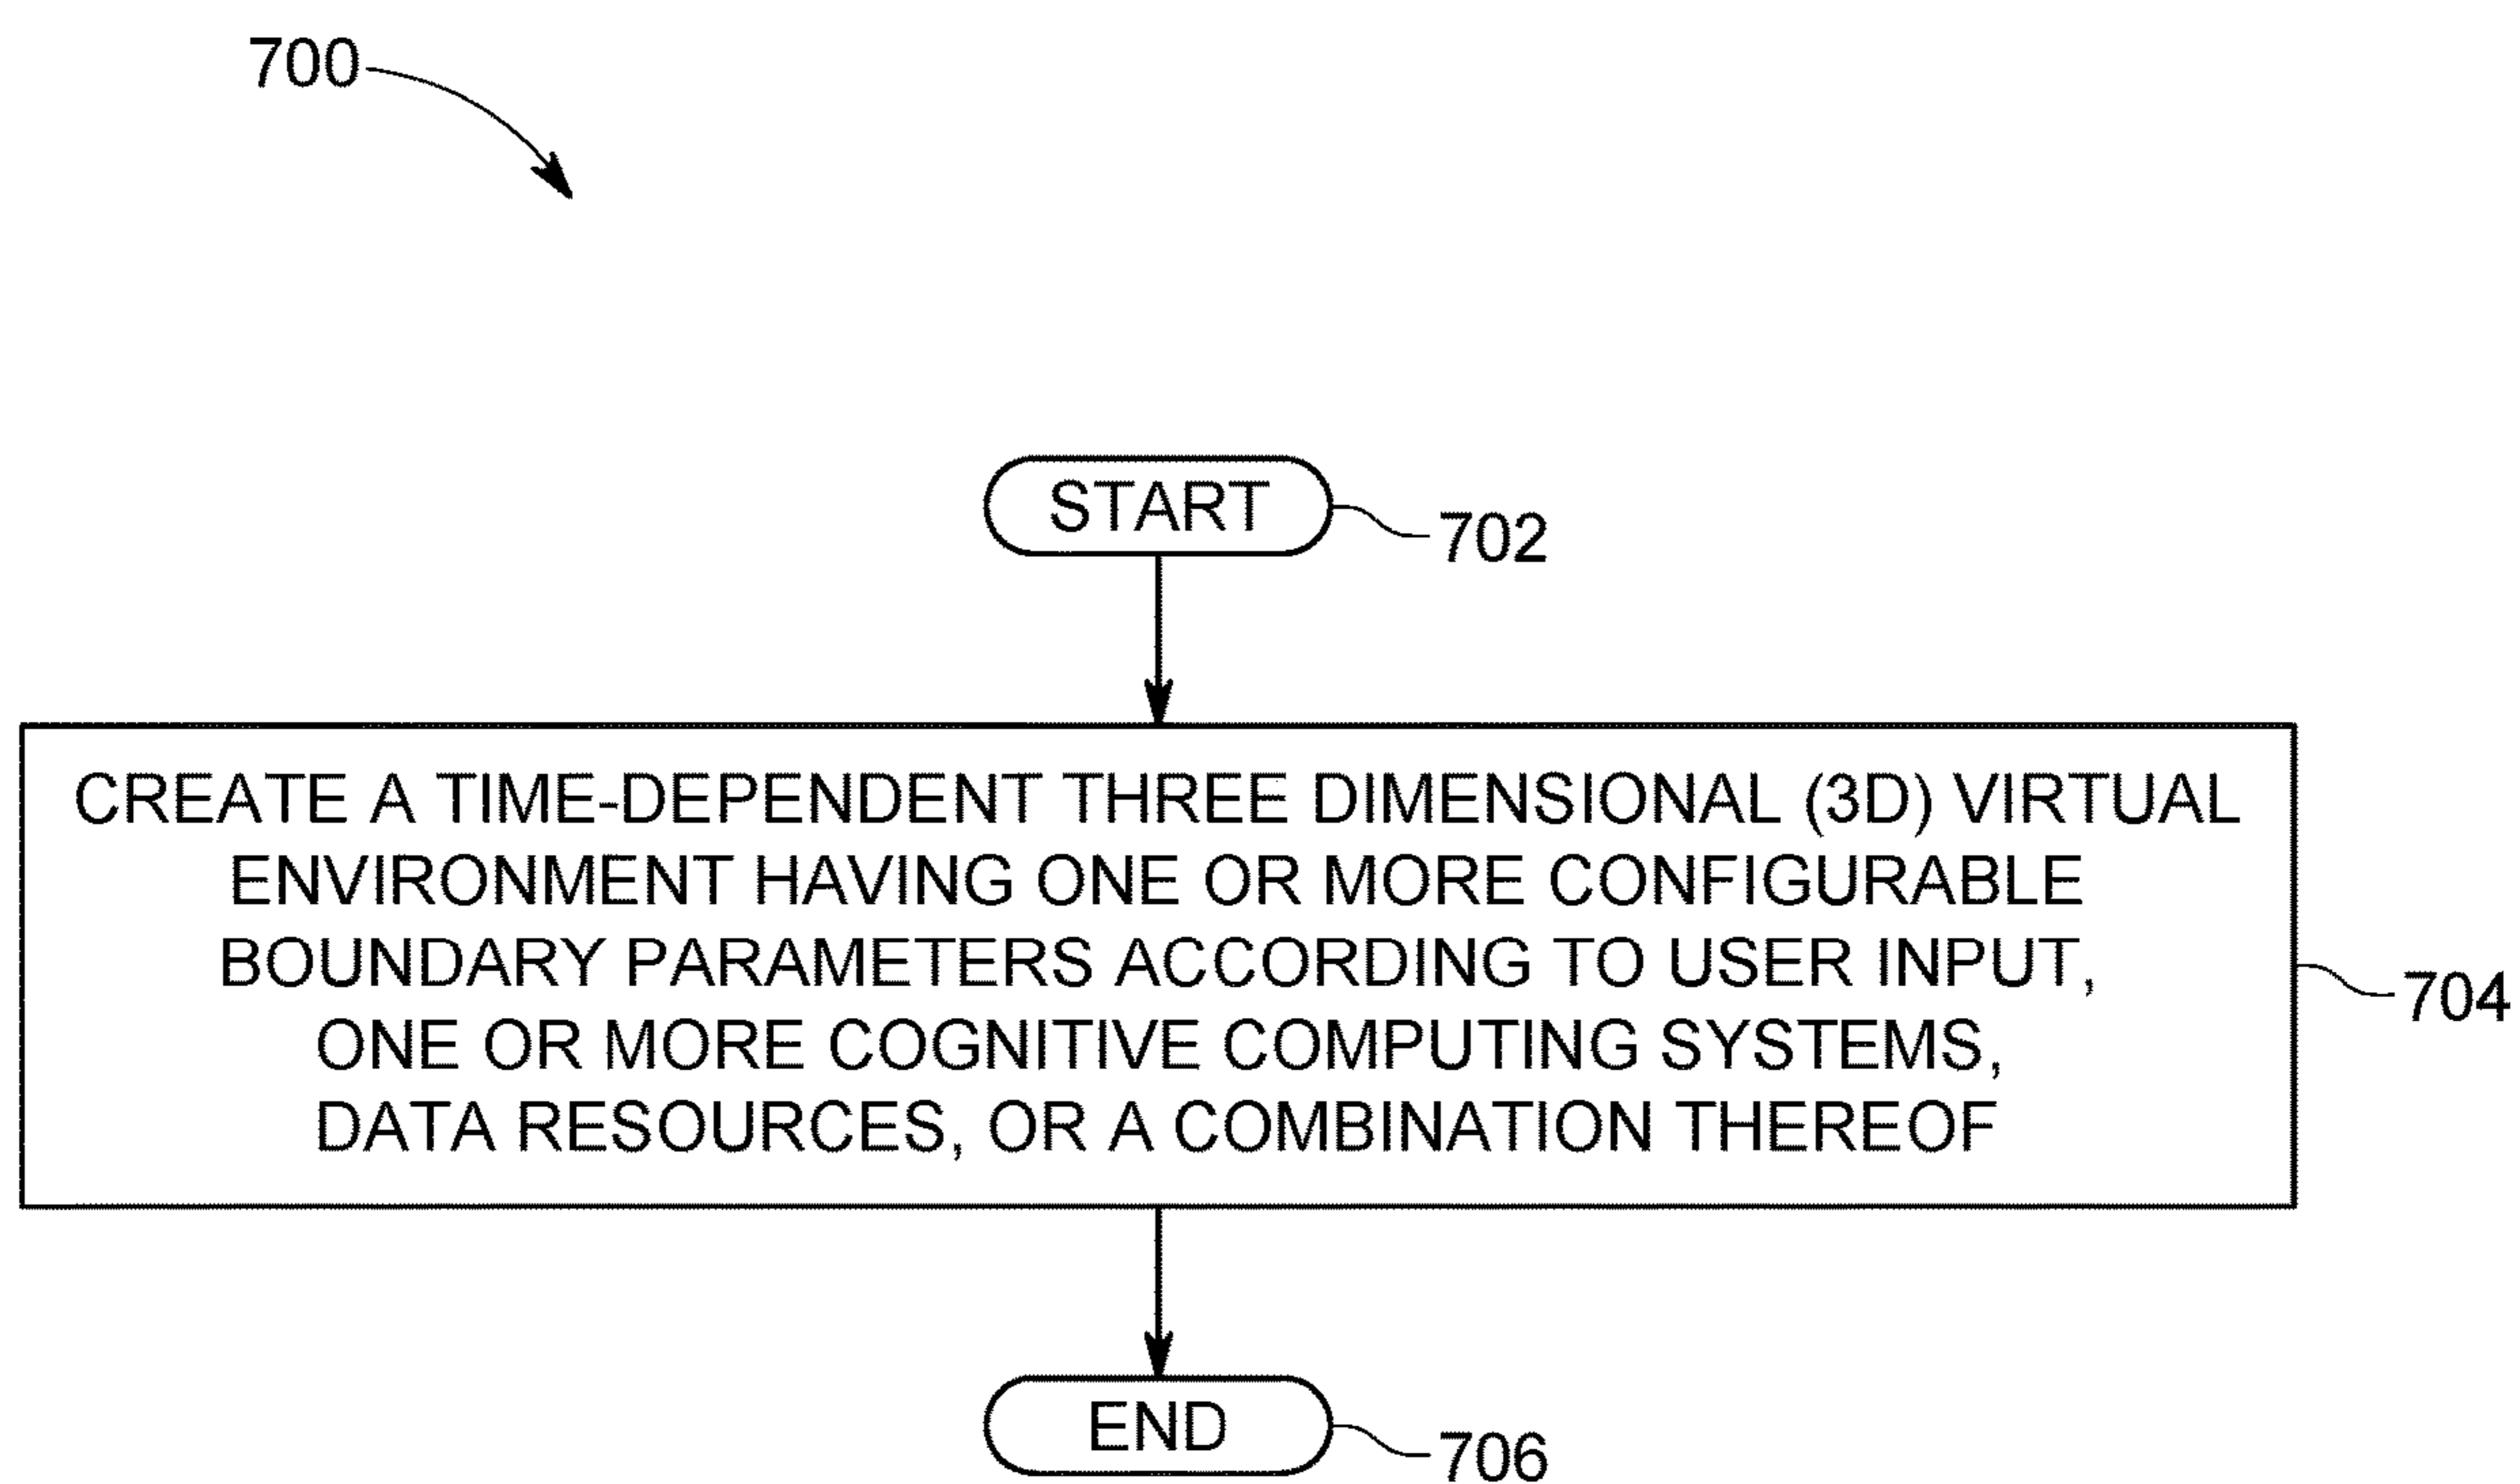 700
START
702
CREATE A TIME-DEPENDENT THREE DIMENSIONAL (3D) VIRTUAL
ENVIRONMENT HAVING ONE OR MORE CONFIGURABLE
BOUNDARY PARAMETERS ACCORDING TO USER INPUT,
ONE OR MORE COGNITIVE COMPUTING SYSTEMS,
DATA RESOURCES, OR A COMBINATION THEREOF
704
END
706